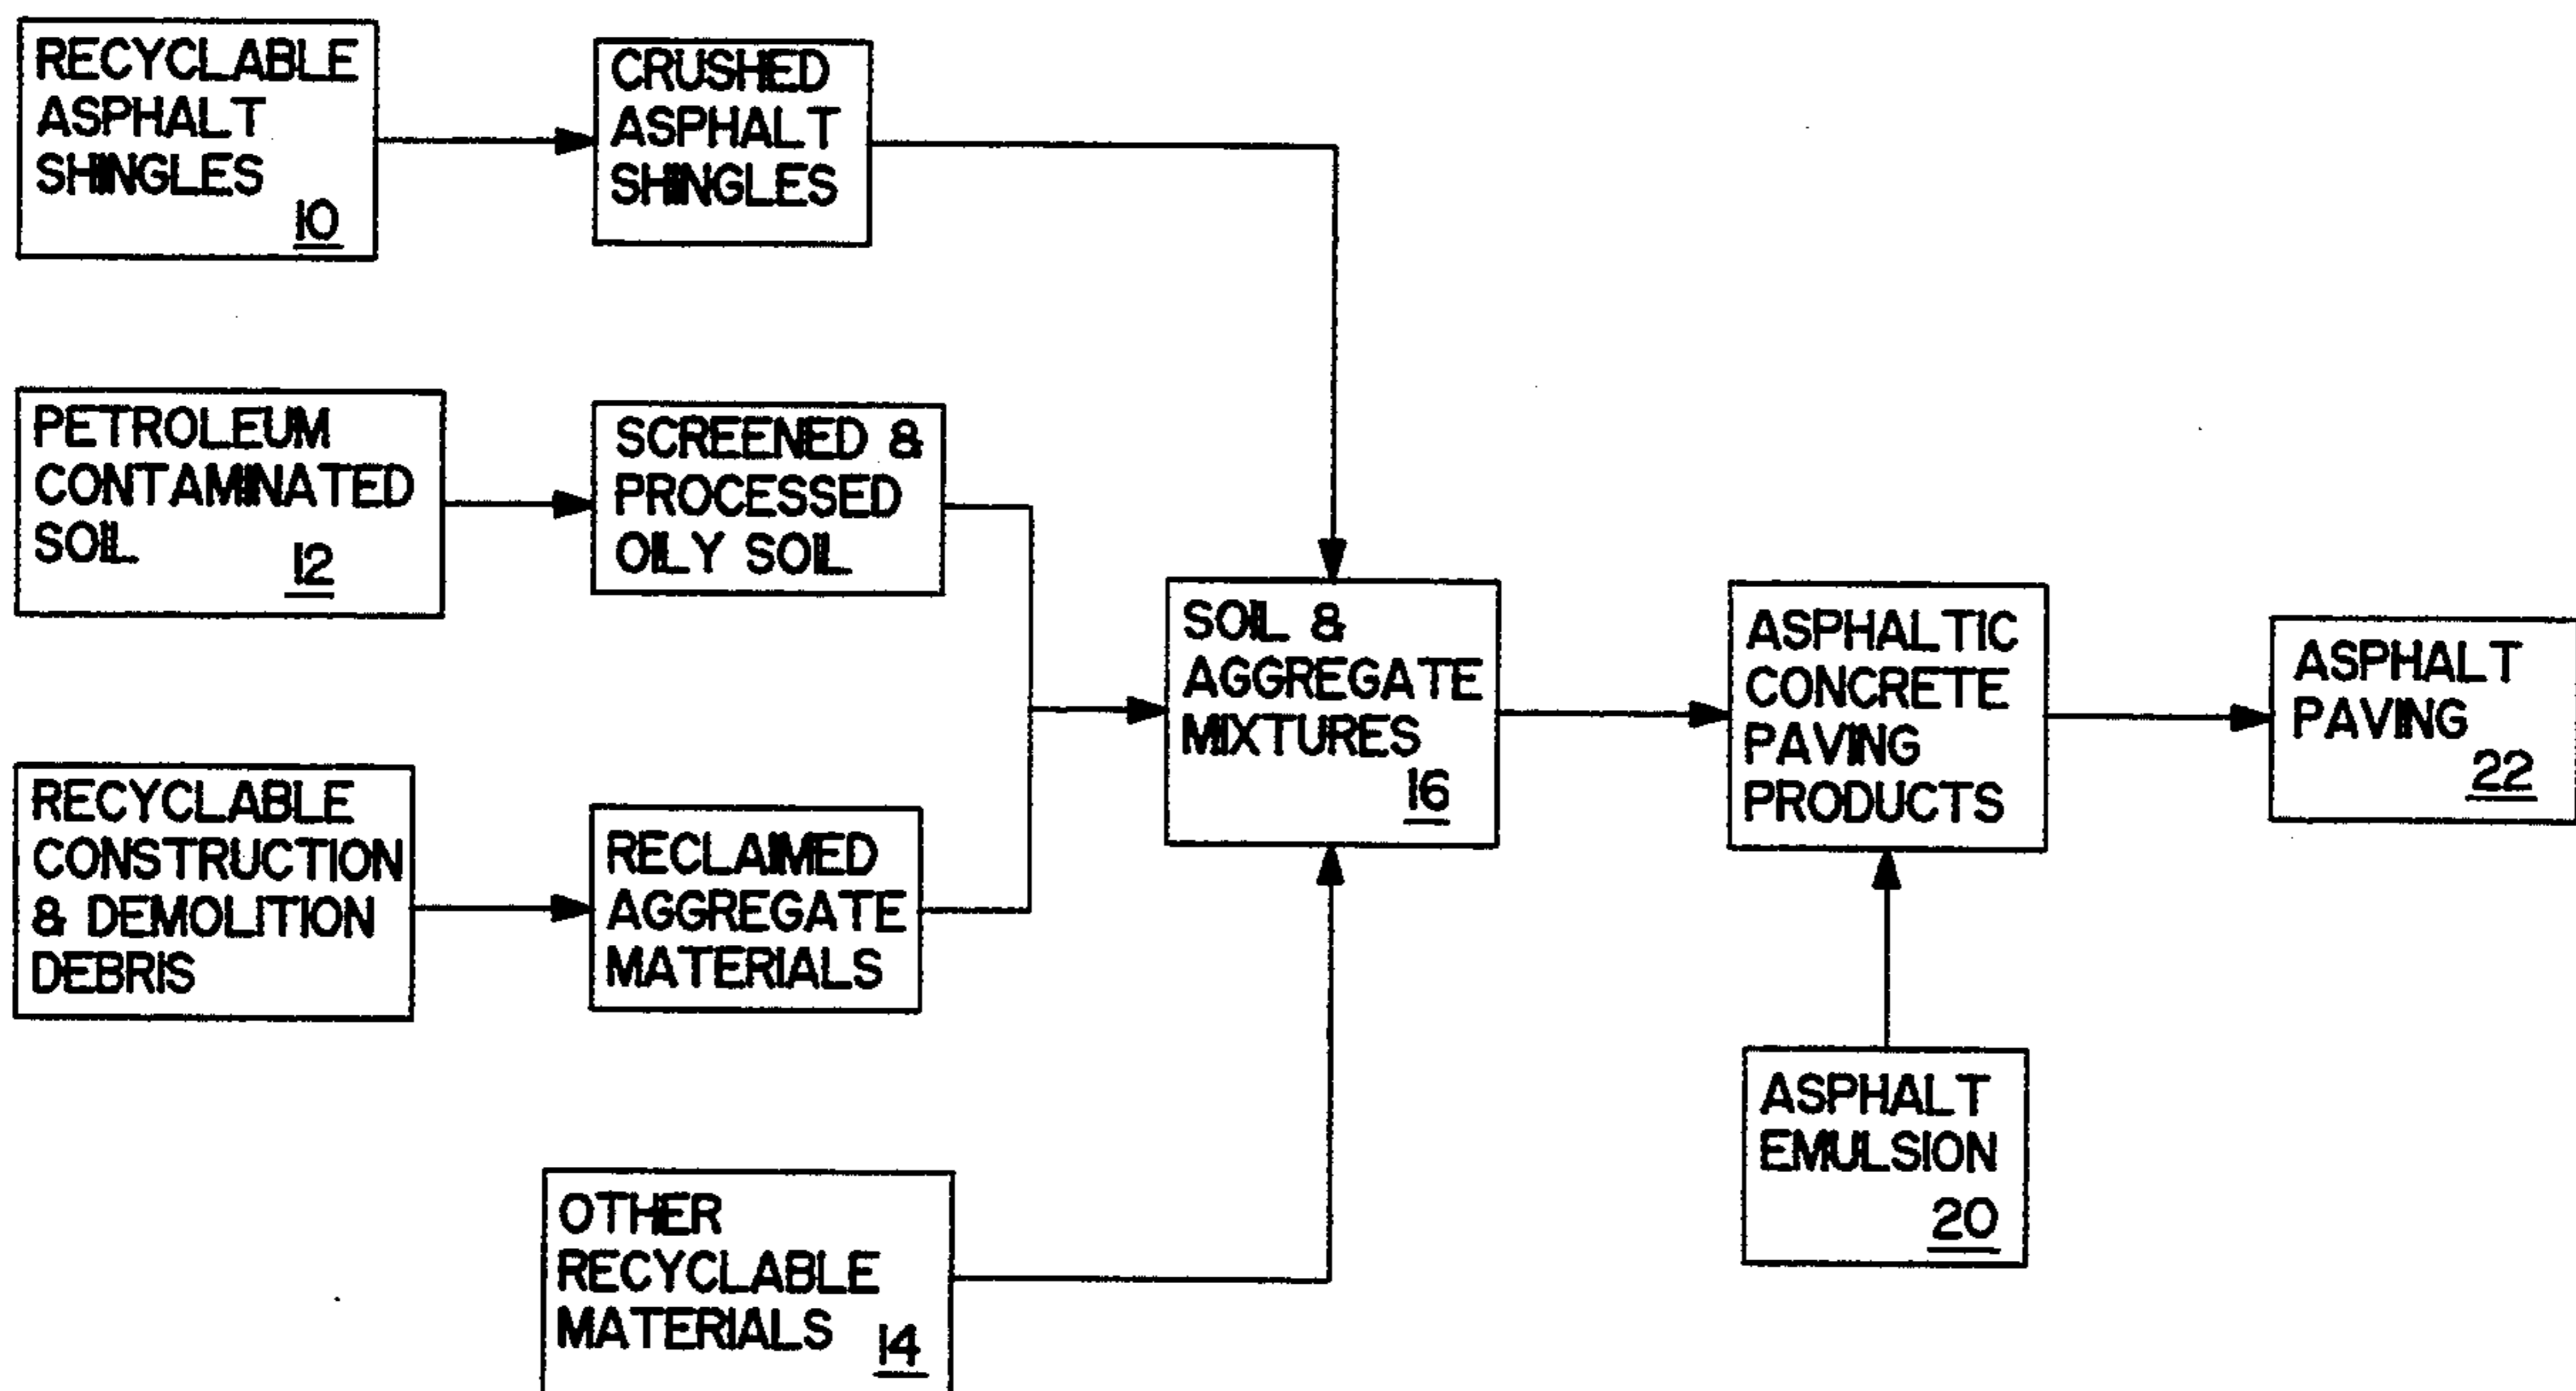 RECYCLABLE
ASPHALT
SHINGLES
10
CRUSHED
ASPHALT
SHINGLES
PETROLEUM
CONTAMINATED
SOIL
12
SCREENED &
PROCESSED
OILY SOIL
RECYCLABLE
CONSTRUCTION
& DEMOLITION
DEBRIS
RECLAIMED
AGGREGATE
MATERIALS
OTHER
RECYCLABLE
MATERIALS
14
SOIL &
AGGREGATE
MIXTURES
16
ASPHALTIC
CONCRETE
PAVING
PRODUCTS
ASPHALT
EMULSION
20
ASPHALT
PAVING
22